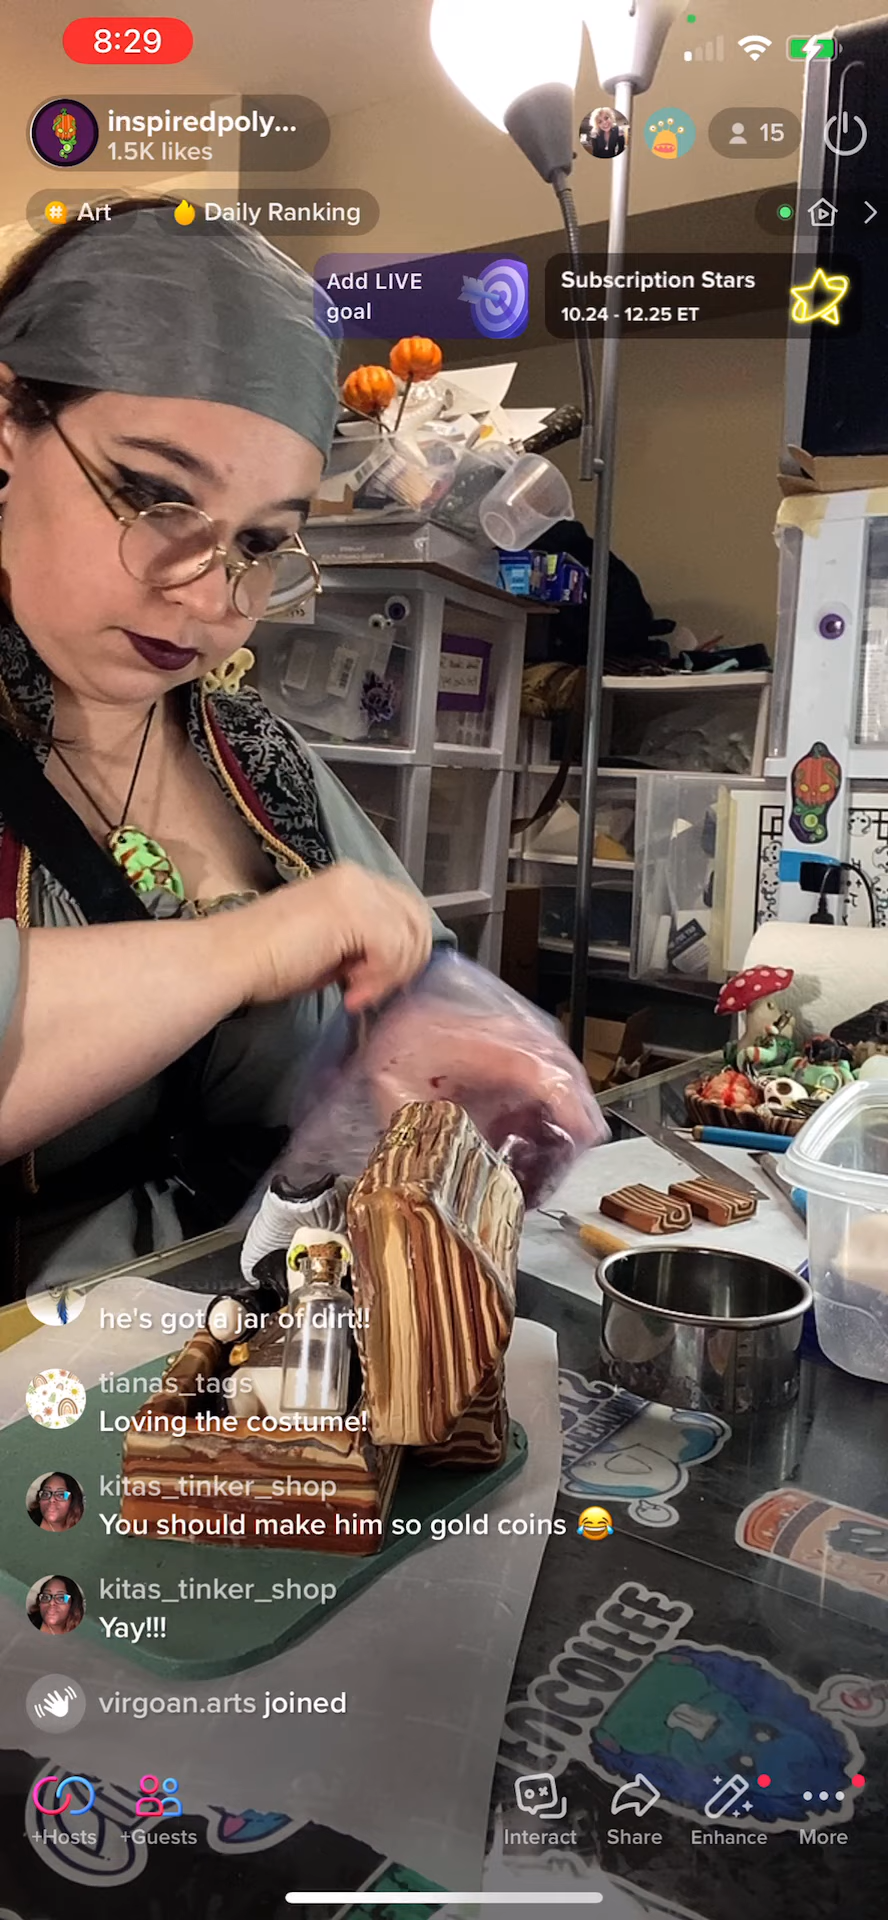 8:29
inspiredpoly...
1.5K likes
15
Art
Daily Ranking
Add LIVE
goal
Subscription Stars
10.24 - 12.25 ET
he's got a jar of dirt!!
tianas_tags
Loving the costume!
kitas_tinker_shop
You should make him so gold coins 😂
kitas_tinker_shop
Yay!!!
virgoan.arts joined
COFFEE
+Hosts
+Guests
Interact
Share
Enhance
More